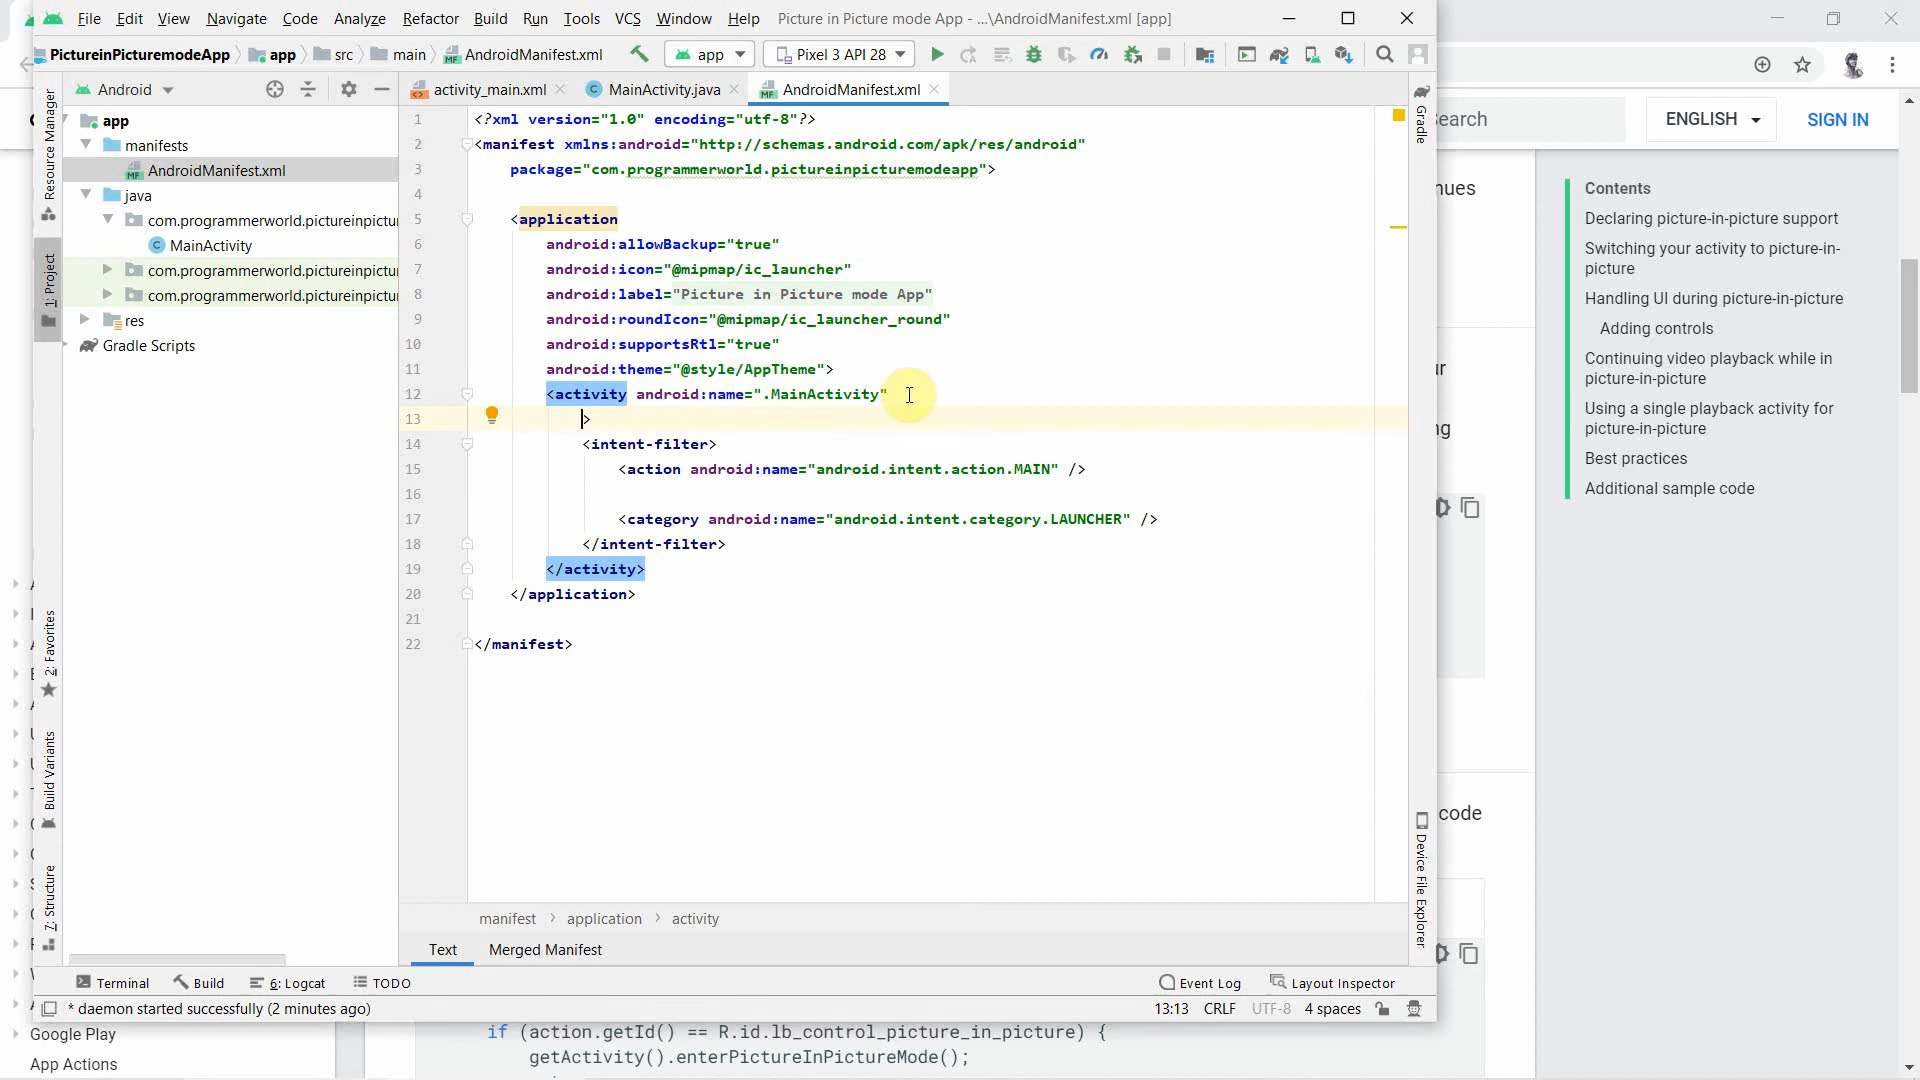 File Edit View Navigate Code Analyze Refactor Build Run Tools VCS Window Help Picture in Picture mode App - ...\AndroidManifest.xml [app]
PictureinPicturemodeApp app src main AndroidManifest.xml app Pixel 3 API 28
Android activity_main.xml MainActivity.java AndroidManifest.xml
Resource Manager
1: Project
2: Favorites
Build Variants
7: Structure
app
manifests
AndroidManifest.xml
java
com.programmerworld.pictureinpictu
MainActivity
com.programmerworld.pictureinpictu
com.programmerworld.pictureinpictu
res
Gradle Scripts
1 <?xml version="1.0" encoding="utf-8"?>
2 <manifest xmlns:android="http://schemas.android.com/apk/res/android"
3 package="com.programmerworld.pictureinpicturemodeapp">
4
5 <application
6 android:allowBackup="true"
7 android:icon="@mipmap/ic_launcher"
8 android:label="Picture in Picture mode App"
9 android:roundIcon="@mipmap/ic_launcher_round"
10 android:supportsRtl="true"
11 android:theme="@style/AppTheme">
12 <activity android:name=".MainActivity"
13 >
14 <intent-filter>
15 <action android:name="android.intent.action.MAIN" />
16
17 <category android:name="android.intent.category.LAUNCHER" />
18 </intent-filter>
19 </activity>
20 </application>
21
22 </manifest>
manifest application activity
Text Merged Manifest
Gradle
Device File Explorer
Terminal Build 6: Logcat TODO Event Log Layout Inspector
* daemon started successfully (2 minutes ago) 13:13 CRLF UTF-8 4 spaces
earch ENGLISH SIGN IN
nues
ur
ng
code
Contents
Declaring picture-in-picture support
Switching your activity to picture-in-
picture
Handling UI during picture-in-picture
Adding controls
Continuing video playback while in
picture-in-picture
Using a single playback activity for
picture-in-picture
Best practices
Additional sample code
Google Play
App Actions
if (action.getId() == R.id.lb_control_picture_in_picture) {
getActivity().enterPictureInPictureMode();